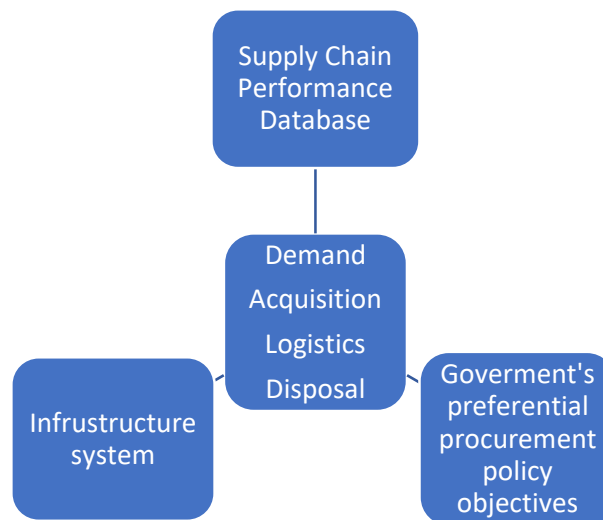 Supply Chain
Performance
Database
Demand
Acquisition
Logistics
Disposal
Infrustructure
system
Goverment's
preferential
procurement
policy
objectives